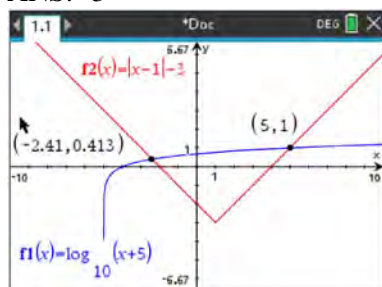 1.1 *Doc DEG
6.67 y
f2(x)=|x-1|-3
(5,1)
(-2.41,0.413)
1
x
-10 1 10
f1(x)=log10(x+5)
-6.67